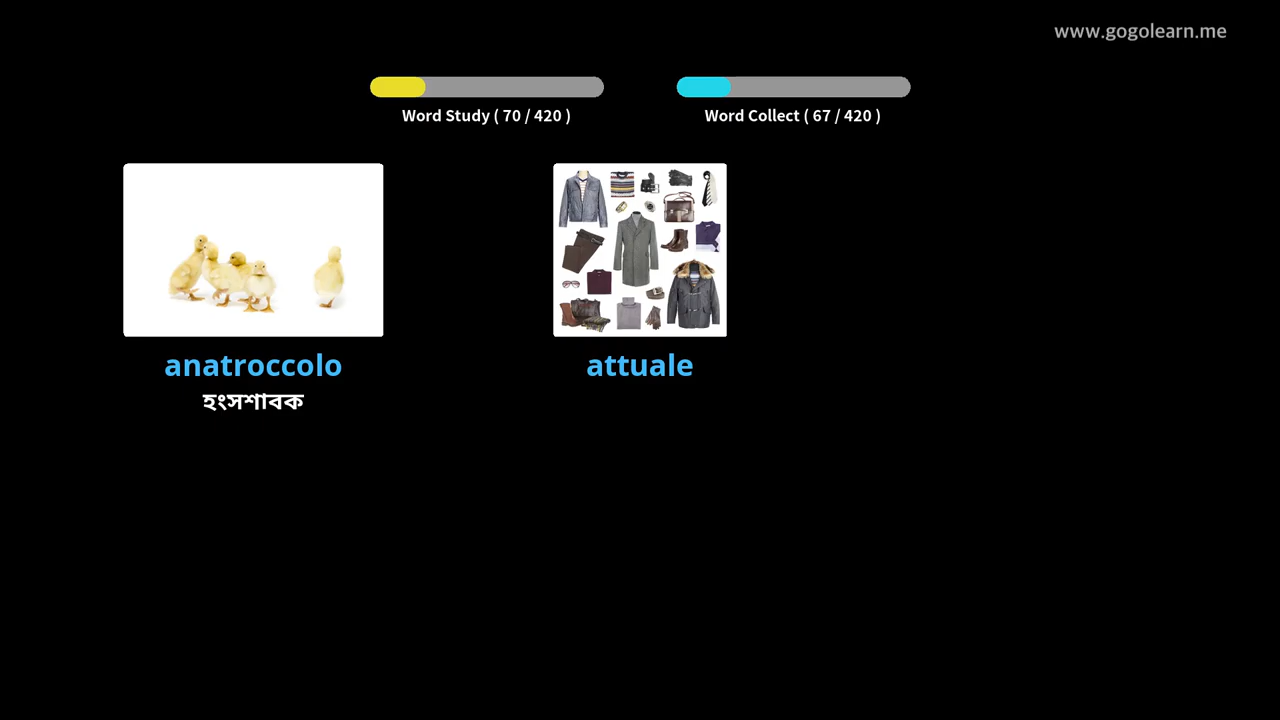 www.gogolearn.me
Word Study ( 70 / 420 )
Word Collect ( 67 / 420 )
anatroccolo
হংসশাবক
attuale